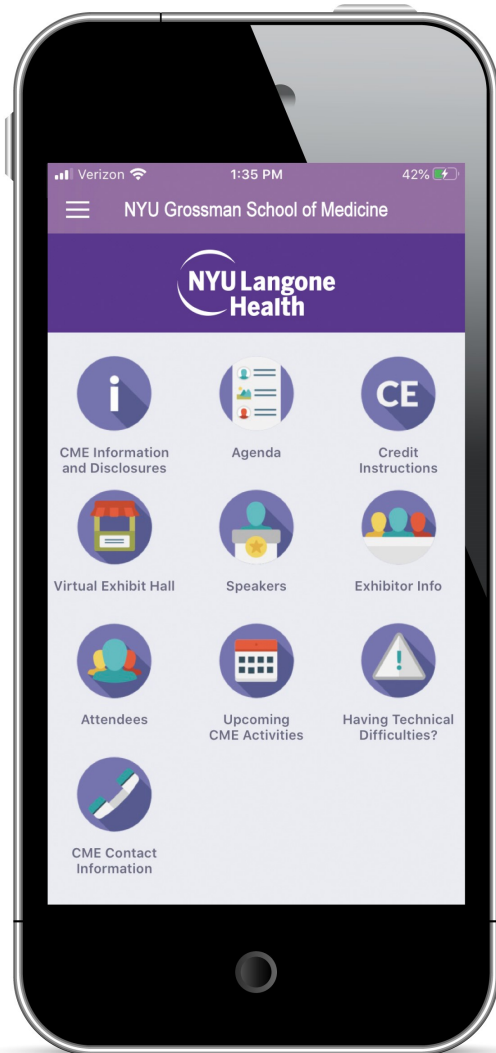 Verizon 1:35 PM 42%
NYU Grossman School of Medicine
NYU Langone
Health
i
CE
CME Information
and Disclosures
Agenda
Credit
Instructions
Virtual Exhibit Hall
Speakers
Exhibitor Info
!
Attendees
Upcoming
CME Activities
Having Technical
Difficulties?
CME Contact
Information